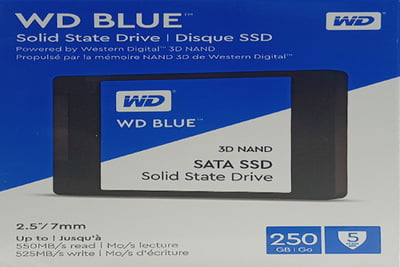 WD BLUE™
WD
Solid State Drive | Disque SSD
Powered by Western Digital™ 3D NAND
Propulsé par la mémoire NAND 3D de Western Digital™
WD
WD BLUE™
3D NAND
SATA SSD
Solid State Drive
2.5"/7mm
Up to | Jusqu'à
550MB/s read | Mo/s lecture
525MB/s write | Mo/s d'écriture
250
GB | Go
5